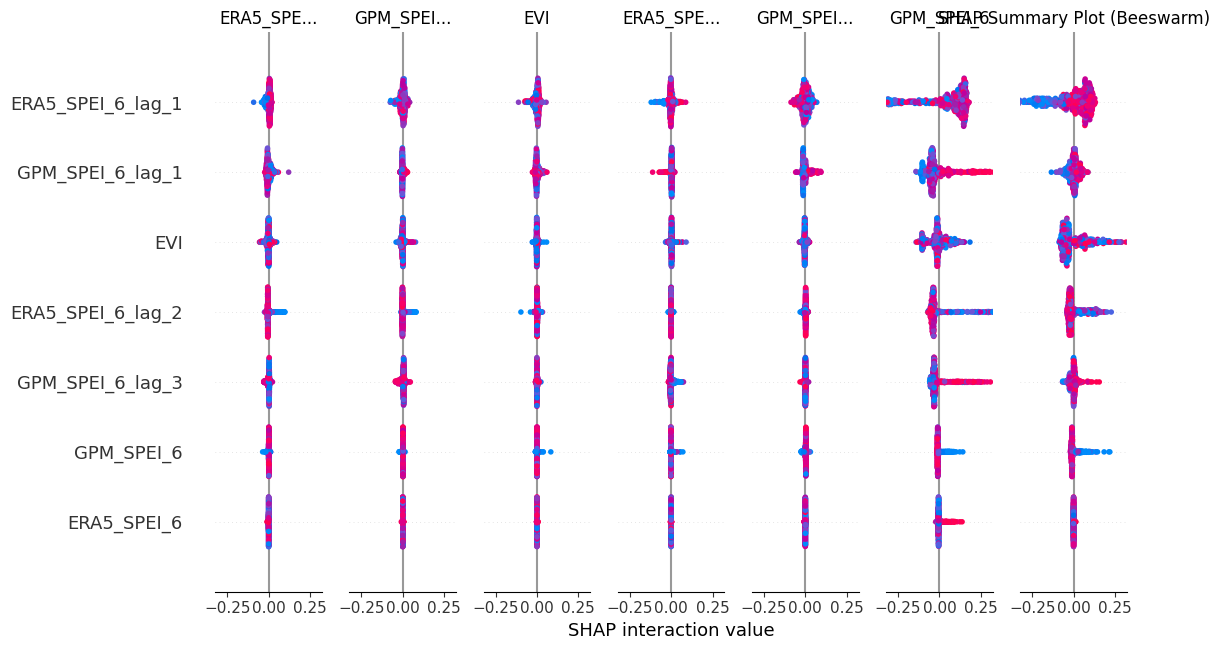 ERA5_SPE... GPM_SPEI... EVI ERA5_SPE... GPM_SPEI... GPM_SPEI_6 SHAP Summary Plot (Beeswarm)
ERA5_SPEI_6_lag_1
GPM_SPEI_6_lag_1
EVI
ERA5_SPEI_6_lag_2
GPM_SPEI_6_lag_3
GPM_SPEI_6
ERA5_SPEI_6
−0.25 0.00 0.25 −0.25 0.00 0.25 −0.25 0.00 0.25 −0.25 0.00 0.25 −0.25 0.00 0.25 −0.25 0.00 0.25 −0.25 0.00 0.25
SHAP interaction value